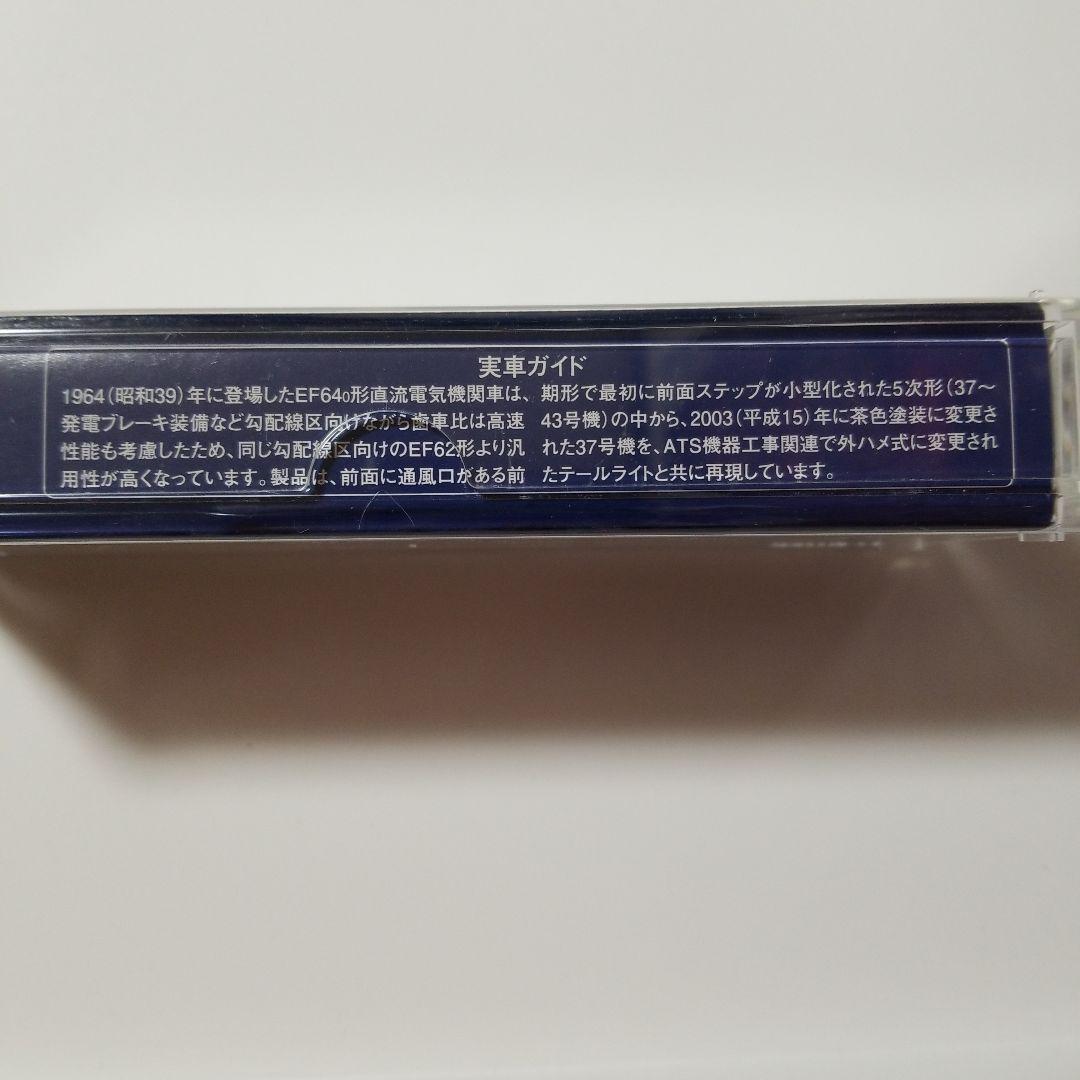 実車ガイド
1964(昭和39)年に登場したEF64₀形直流電気機関車は、
発電ブレーキ装備など勾配線区向けながら歯車比は高速
性能も考慮したため、同じ勾配線区向けのEF62形より汎
用性が高くなっています。製品は、前面に通風口がある前
期形で最初に前面ステップが小型化された5次形(37〜
43号機)の中から、2003(平成15)年に茶色塗装に変更さ
れた37号機を、ATS機器工事関連で外ハメ式に変更され
たテールライトと共に再現しています。